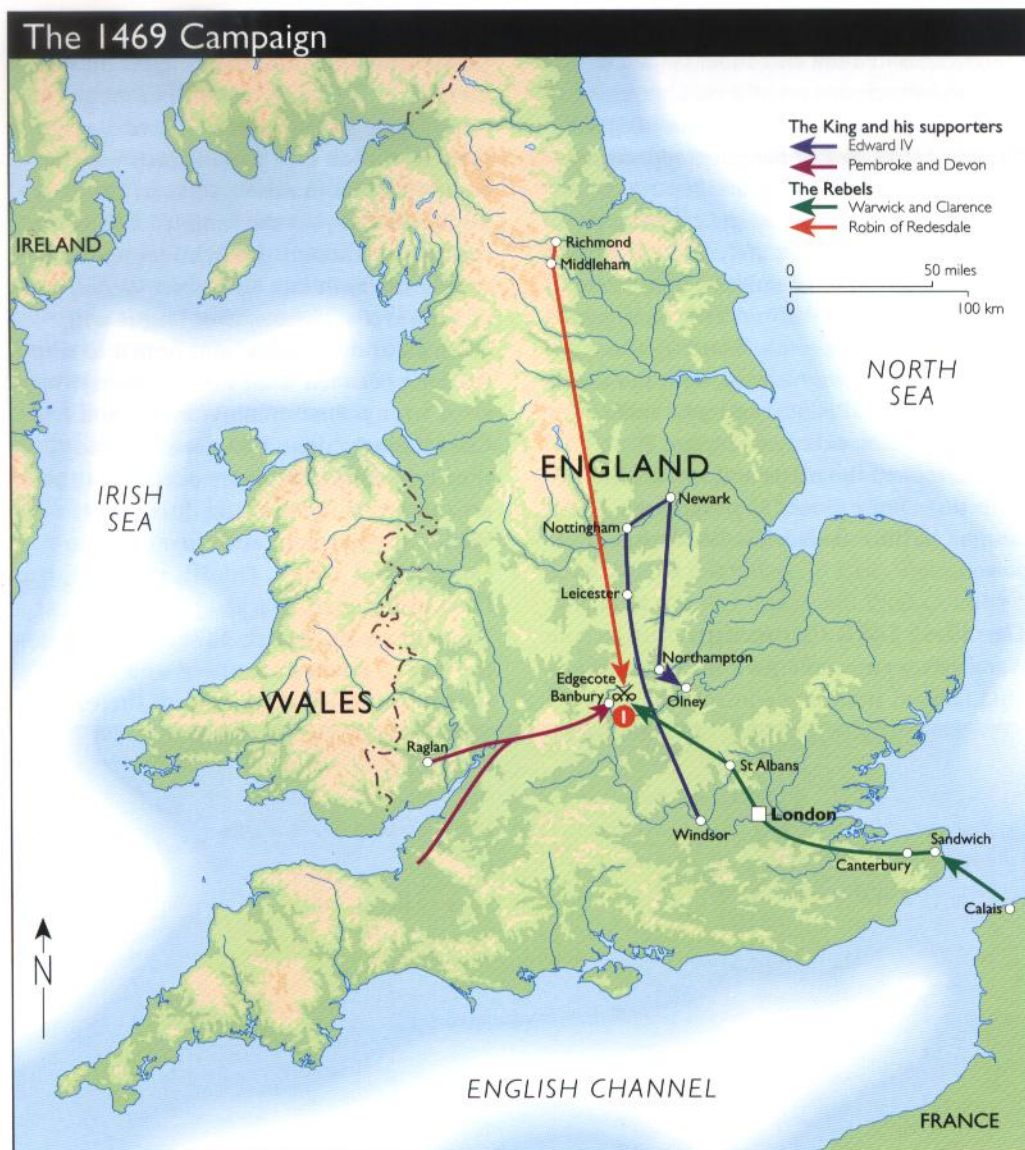 The 1469 Campaign
The King and his supporters
Edward IV
Pembroke and Devon
The Rebels
Warwick and Clarence
Robin of Redesdale
0
50 miles
0
100 km
IRELAND
Richmond
Middleham
NORTH
SEA
ENGLAND
IRISH
SEA
Newark
Nottingham
Leicester
Northampton
Edgecote
Banbury
Olney
1
WALES
Raglan
St Albans
London
Windsor
Sandwich
Canterbury
Calais
N
ENGLISH CHANNEL
FRANCE